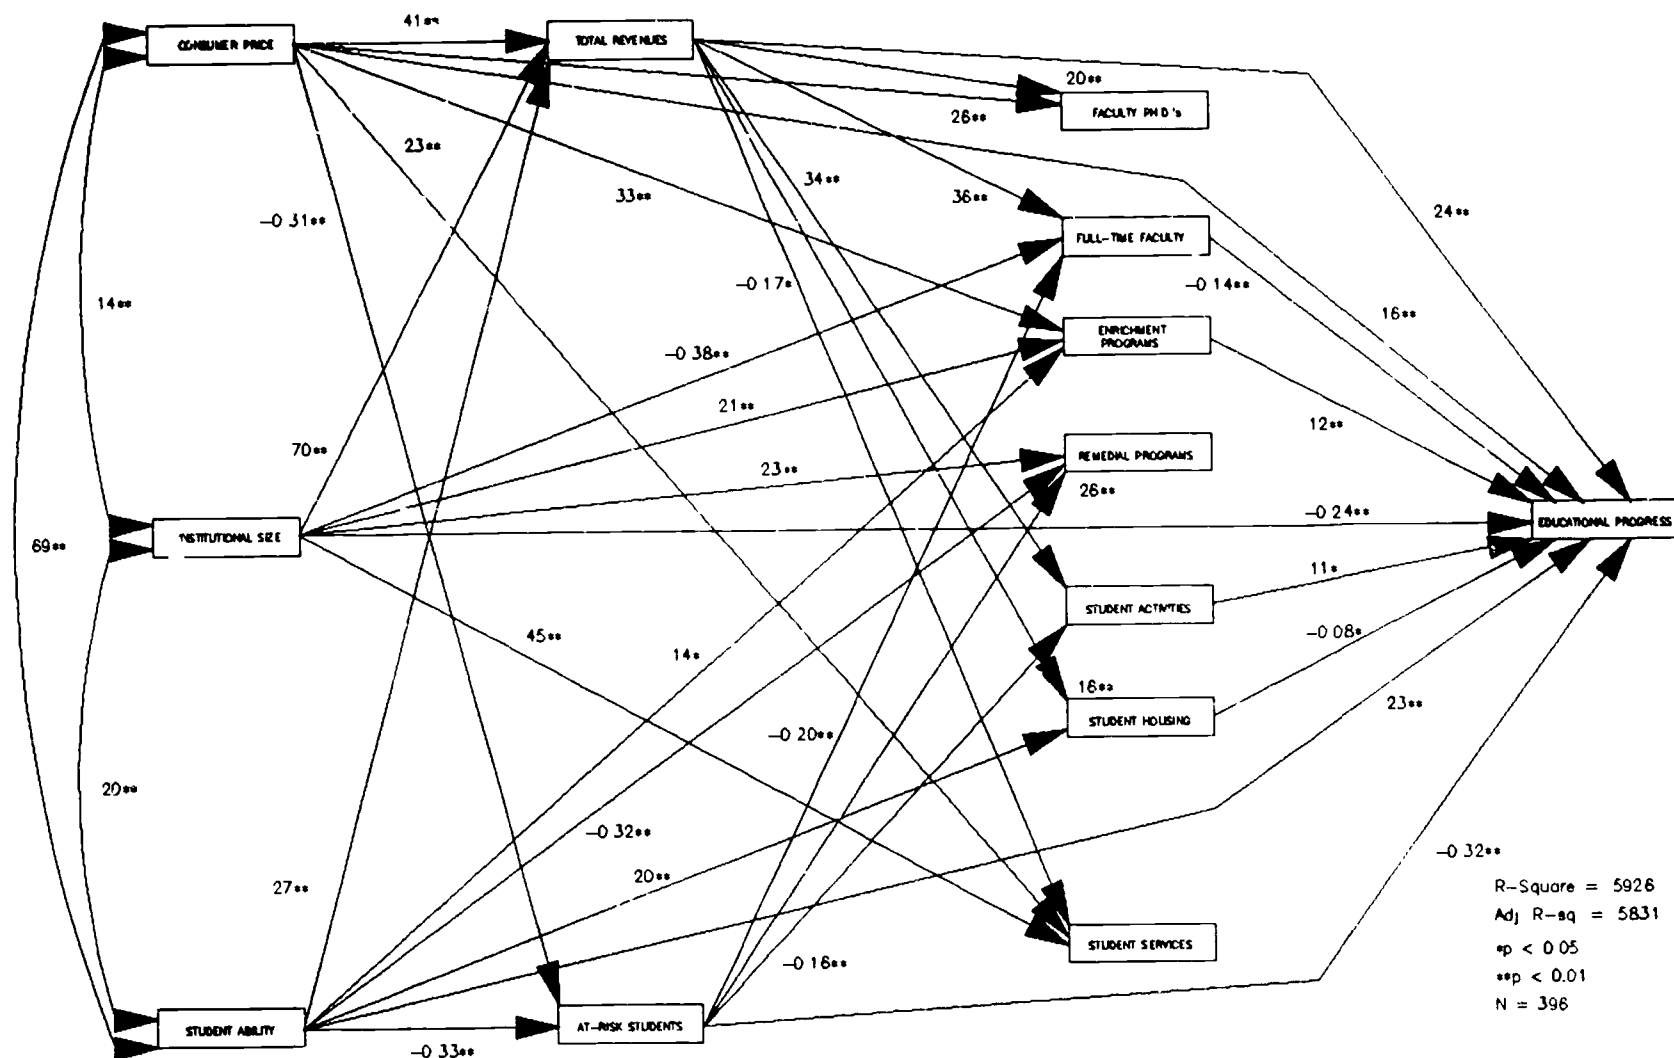 41**
CONSUMER PRICE
TOTAL REVENUES
20**
FACULTY PH D 's
26**
23**
34**
33**
36**
-0 31**
24**
FULL-TIME FACULTY
-0 17*
-0 14**
14**
16**
ENRICHMENT
PROGRAMS
-0 38**
21**
12**
70**
REMEDIAL PROGRAMS
23**
26**
-0 24**
EDUCATIONAL PROGRESS
INSTITUTIONAL SIZE
69**
11*
STUDENT ACTIVITIES
45**
-0 08*
14*
16**
23**
STUDENT HOUSING
-0 20**
20**
-0 32**
-0 32**
20**
27**
R-Square = 5926
Adj R-sq = 5831
STUDENT SERVICES
*p < 0 05
-0 16**
**p < 0.01
N = 396
STUDENT ABILITY
AT-RISK STUDENTS
-0 33**